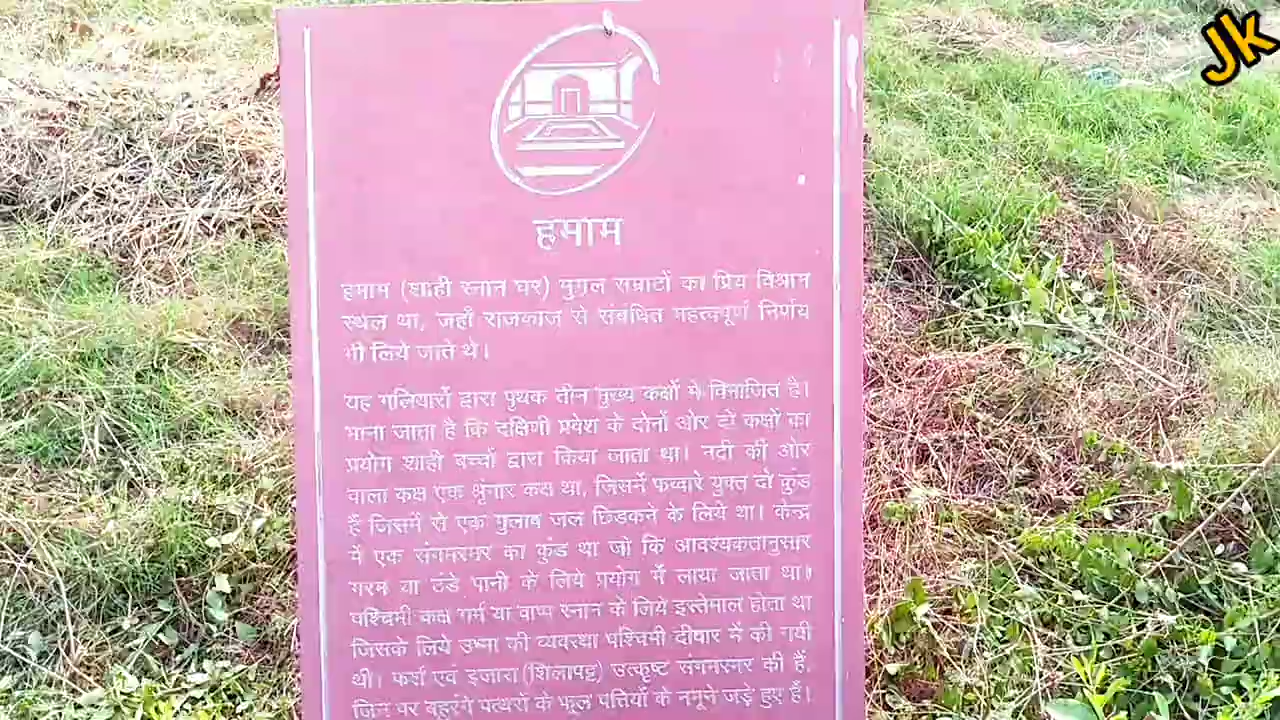 JK
हमाम
हमाम (शाही स्नान घर) मुग़ल सम्राटों का प्रिय विश्राम
स्थल था, जहाँ राजकाज से संबंधित महत्त्वपूर्ण निर्णय
भी लिये जाते थे।
यह गलियारों द्वारा पृथक तीन मुख्य कक्षों में विभाजित है।
माना जाता है कि दक्षिणी प्रवेश के दोनों ओर दो कक्षों का
प्रयोग शाही बच्चों द्वारा किया जाता था। नदी की ओर
वाला कक्ष एक श्रृंगार कक्ष था, जिसमें फव्वारे युक्त दो कुंड
हैं जिसमें से एक गुलाब जल छिडकने के लिये था। केन्द्र
में एक संगमरमर का कुंड था जो कि आवश्यकतानुसार
गरम या ठंडे पानी के लिये प्रयोग में लाया जाता था।
पश्चिमी कक्ष गर्म या वाष्प स्नान के लिये इस्तेमाल होता था
जिसके लिये उष्मा की व्यवस्था पश्चिमी दीवार में की गयी
थी। फर्श एवं इजारा (शिलापट्ट) उत्कृष्ट संगमरमर की हैं,
जिन पर बहुरंगे पत्थरों के फूल पत्तियों के नमूने जड़े हुए हैं।